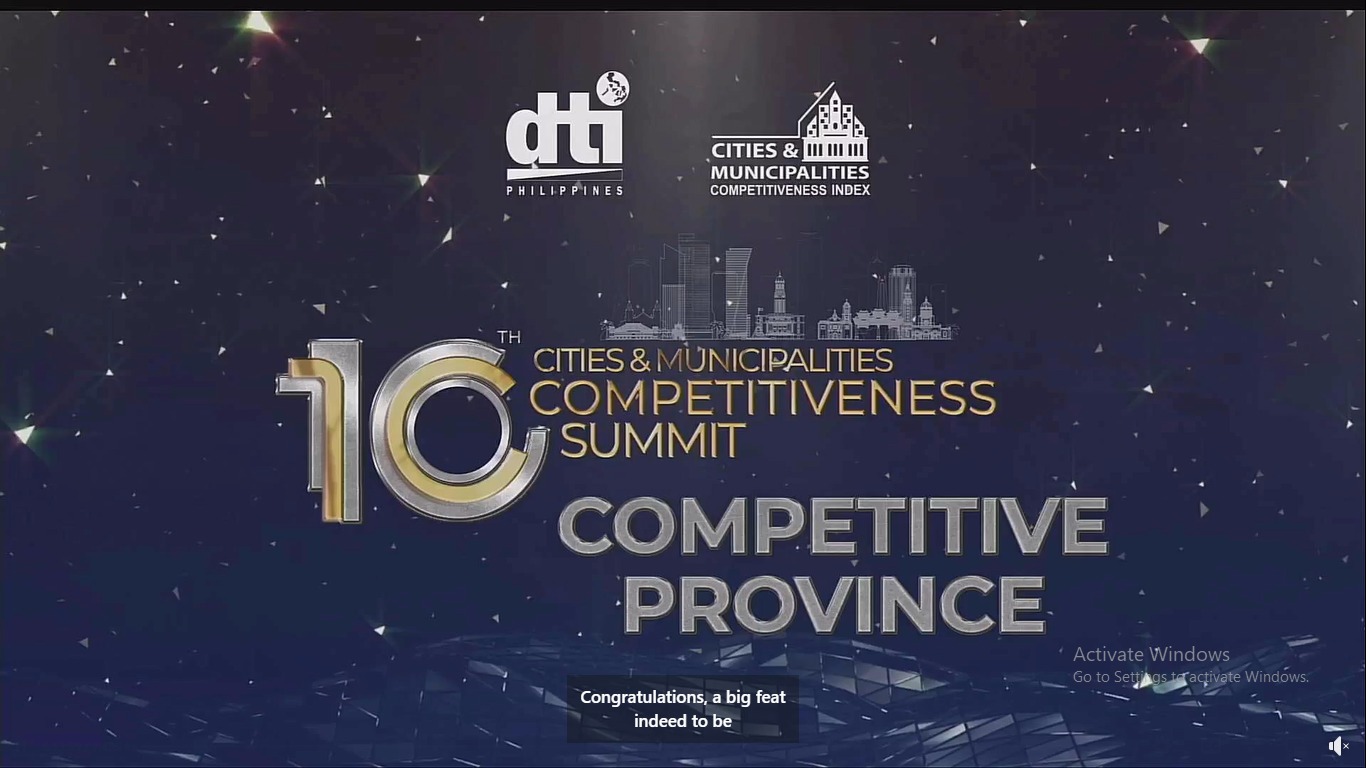 dti
PHILIPPINES
CITIES &
MUNICIPALITIES
COMPETITIVENESS INDEX
10TH
CITIES & MUNICIPALITIES
COMPETITIVENESS
SUMMIT
COMPETITIVE
PROVINCE
Activate Windows
Go to Settings to activate Windows.
Congratulations, a big feat
indeed to be